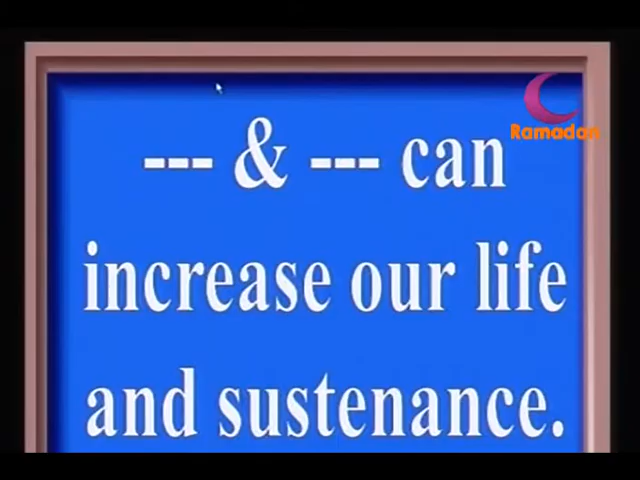 Ramadan
--- & --- can
increase our life
and sustenance.